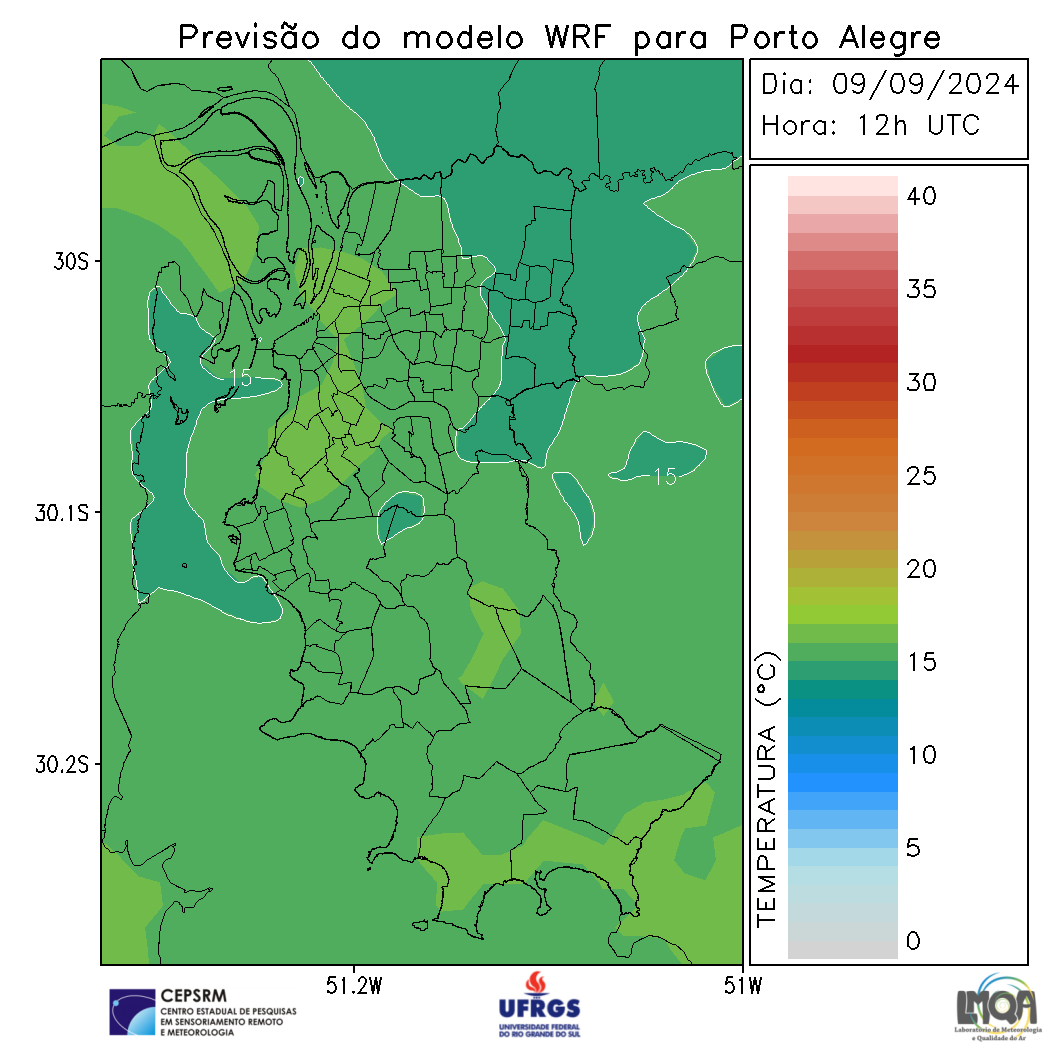 Previsão do modelo WRF para Porto Alegre
Dia: 09/09/2024
Hora: 12h UTC
40
35
30
25
20
15
10
5
0
TEMPERATURA (°C)
30S
30.1S
30.2S
51.2W
51W
15
15
0
CEPSRM
CENTRO ESTADUAL DE PESQUISAS
EM SENSORIAMENTO REMOTO
E METEOROLOGIA
UFRGS
UNIVERSIDADE FEDERAL
DO RIO GRANDE DO SUL
LMQA
Laboratório de Meteorologia
e Qualidade do Ar